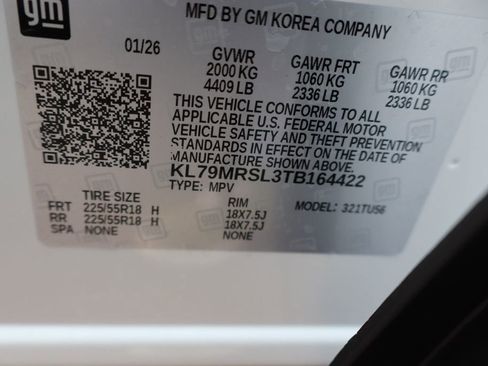 gm
MFD BY GM KOREA COMPANY
01/26
GVWR
2000 KG
4409 LB
GAWR FRT
1060 KG
2336 LB
GAWR RR
1060 KG
2336 LB
THIS VEHICLE CONFORMS TO ALL
APPLICABLE U.S. FEDERAL MOTOR
VEHICLE SAFETY AND THEFT PREVENTION
STANDARDS IN EFFECT ON THE DATE OF
MANUFACTURE SHOWN ABOVE.
KL79MRSL3TB164422
TYPE: MPV
MODEL: 321TU56
TIRE SIZE
FRT 225/55R18 H
RR 225/55R18 H
SPA NONE
RIM
18X7.5J
18X7.5J
NONE